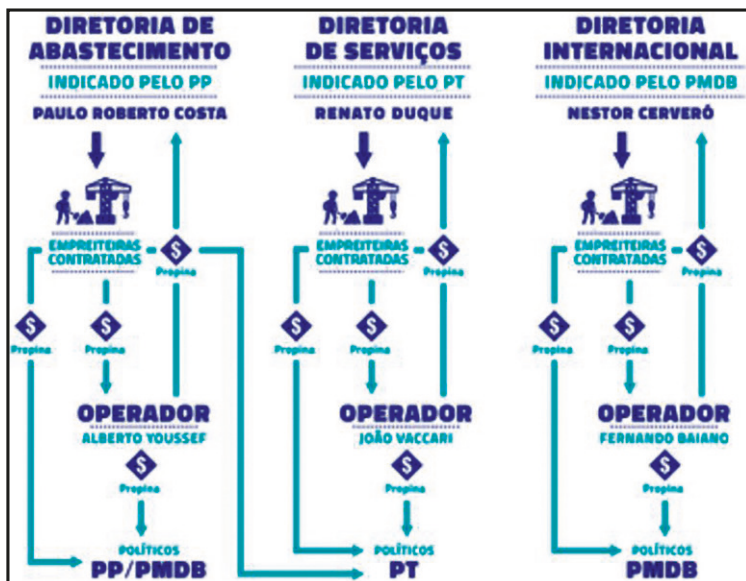 DIRETORIA DE
ABASTECIMENTO
INDICADO PELO PP
PAULO ROBERTO COSTA
EMPREITEIRAS
CONTRATADAS
$
Propina
$
Propina
$
Propina
OPERADOR
ALBERTO YOUSSEF
$
Propina
POLÍTICOS
PP/PMDB
DIRETORIA
DE SERVIÇOS
INDICADO PELO PT
RENATO DUQUE
EMPREITEIRAS
CONTRATADAS
$
Propina
$
Propina
$
Propina
OPERADOR
JOÃO VACCARI
$
Propina
POLÍTICOS
PT
DIRETORIA
INTERNACIONAL
INDICADO PELO PMDB
NESTOR CERVERÓ
EMPREITEIRAS
CONTRATADAS
$
Propina
$
Propina
$
Propina
OPERADOR
FERNANDO BAIANO
$
Propina
POLÍTICOS
PMDB